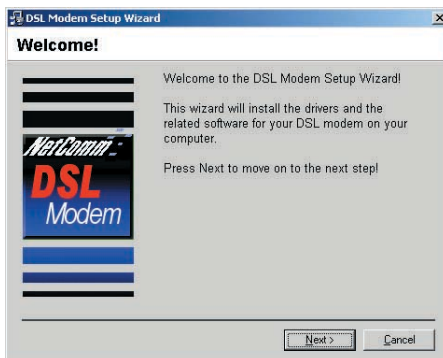 DSL Modem Setup Wizard
Welcome!
Welcome to the DSL Modem Setup Wizard!
This wizard will install the drivers and the
related software for your DSL modem on your
computer.
Press Next to move on to the next step!
NetComm
DSL
Modem
Next >
Cancel